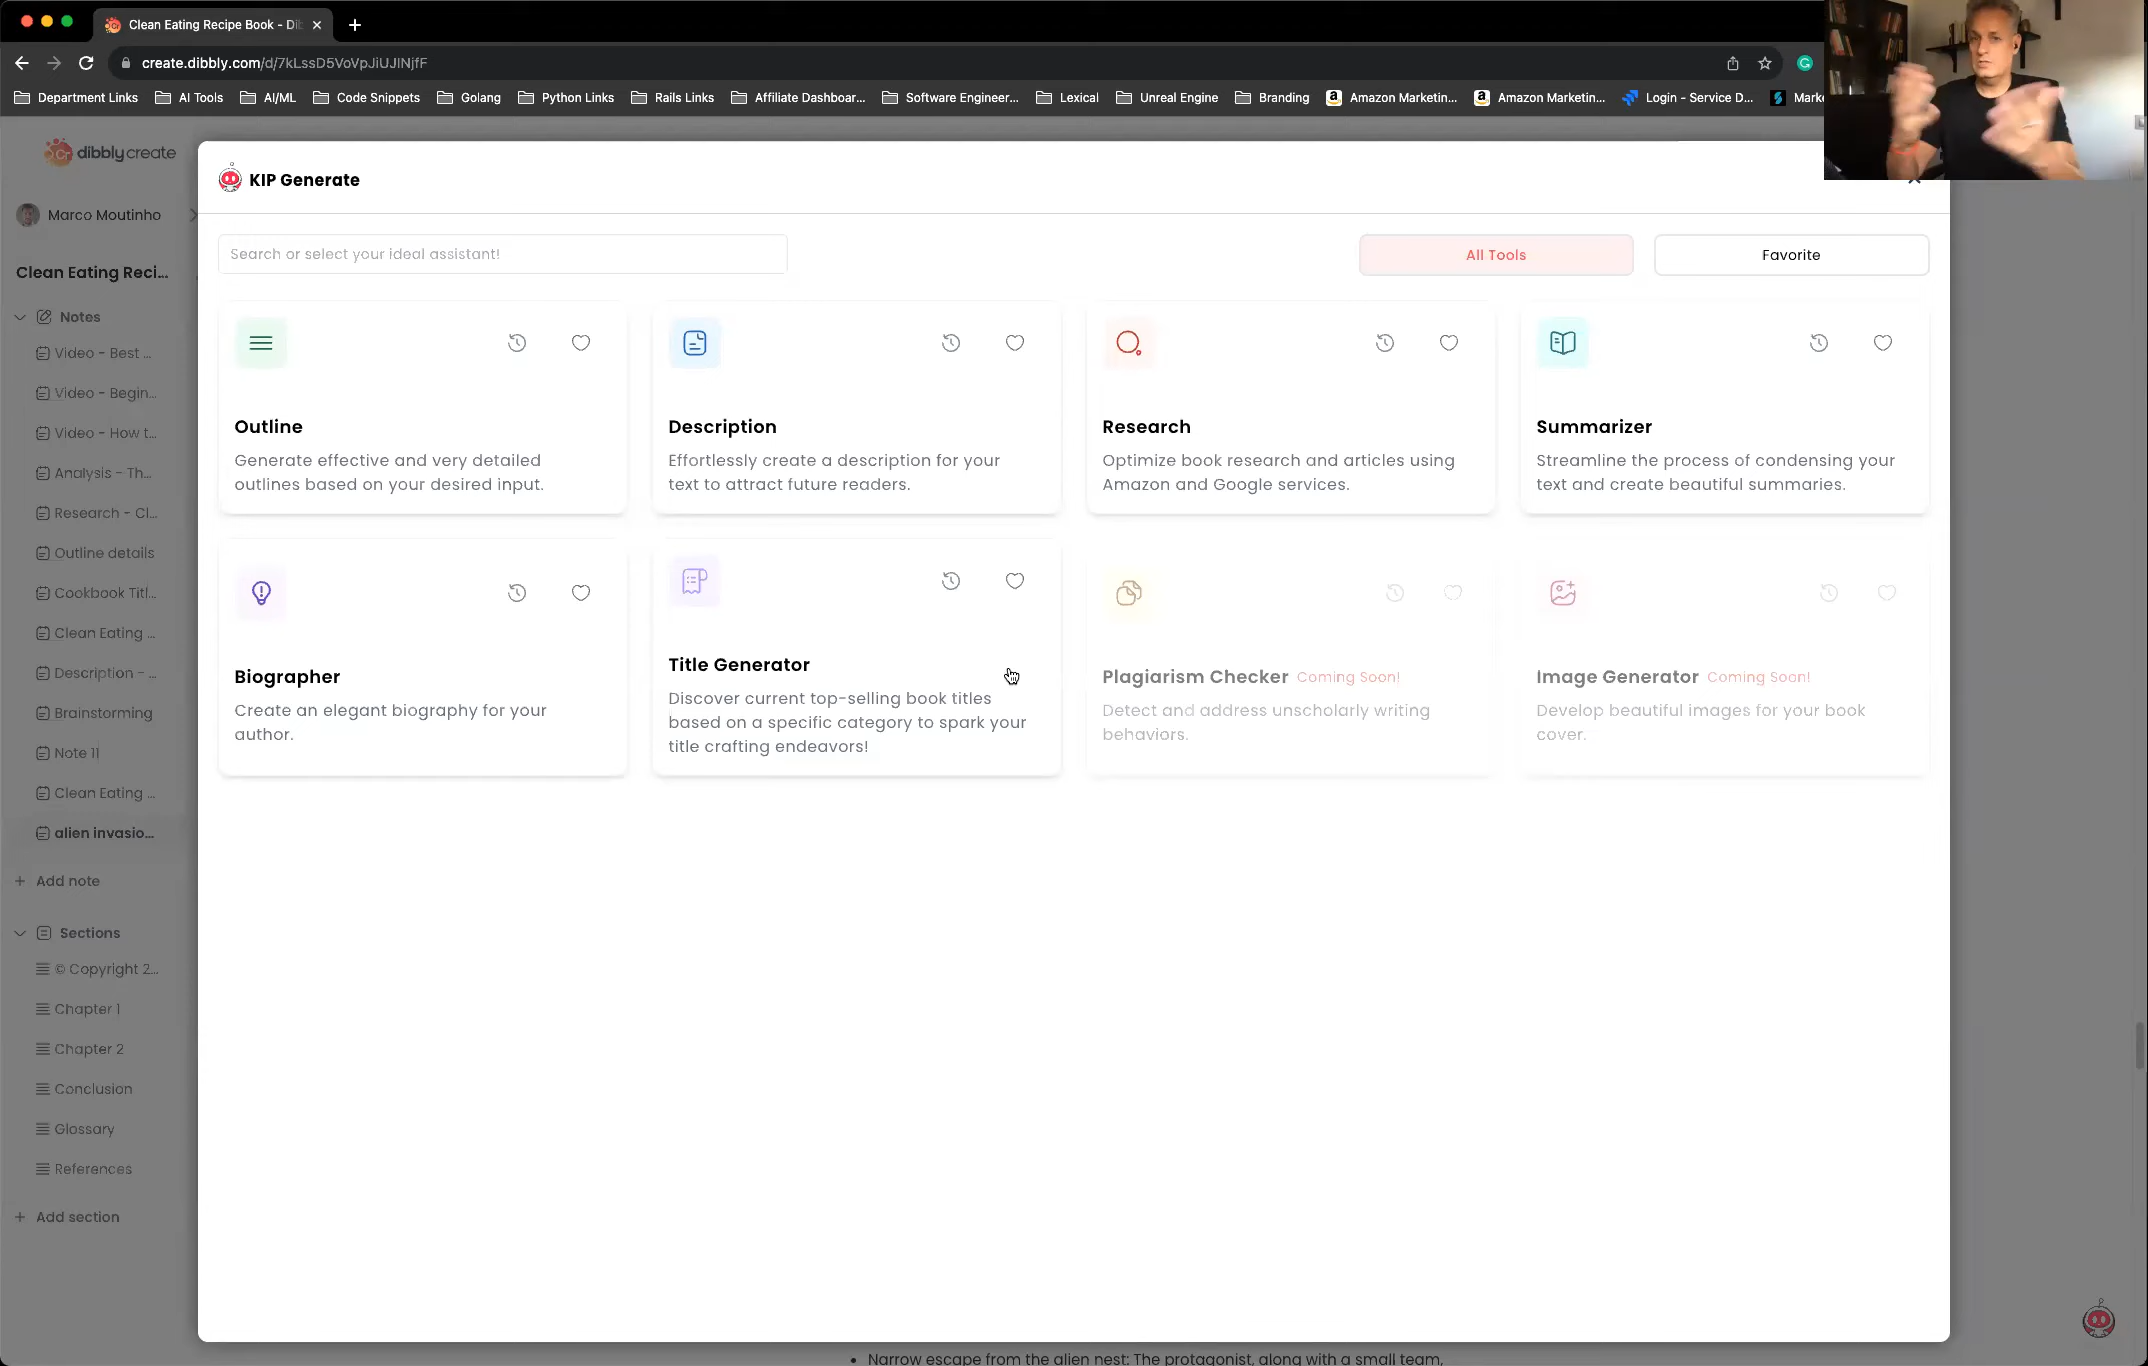 Clean Eating Recipe Book - Dib
create.dibbly.com/d/7kLssD5VoVpJiUJlNjfF
Department Links
AI Tools
AI/ML
Code Snippets
Golang
Python Links
Rails Links
Affiliate Dashboar...
Software Engineer...
Lexical
Unreal Engine
Branding
Amazon Marketin...
Amazon Marketin...
Login - Service D...
Marke
dibblycreate
Marco Moutinho
Clean Eating Reci...
Notes
Video - Best ...
Video - Begin...
Video - How t...
Analysis - Th...
Research - Cl...
Outline details
Cookbook Titl...
Clean Eating ...
Description - ...
Brainstorming
Note 11
Clean Eating ...
alien invasio...
+ Add note
Sections
© Copyright 2...
Chapter 1
Chapter 2
Conclusion
Glossary
References
+ Add section
KIP Generate
Search or select your ideal assistant!
All Tools
Favorite
Outline
Generate effective and very detailed
outlines based on your desired input.
Description
Effortlessly create a description for your
text to attract future readers.
Research
Optimize book research and articles using
Amazon and Google services.
Summarizer
Streamline the process of condensing your
text and create beautiful summaries.
Biographer
Create an elegant biography for your
author.
Title Generator
Discover current top-selling book titles
based on a specific category to spark your
title crafting endeavors!
Plagiarism Checker Coming Soon!
Detect and address unscholarly writing
behaviors.
Image Generator Coming Soon!
Develop beautiful images for your book
cover.
• Narrow escape from the alien nest: The protagonist, along with a small team,